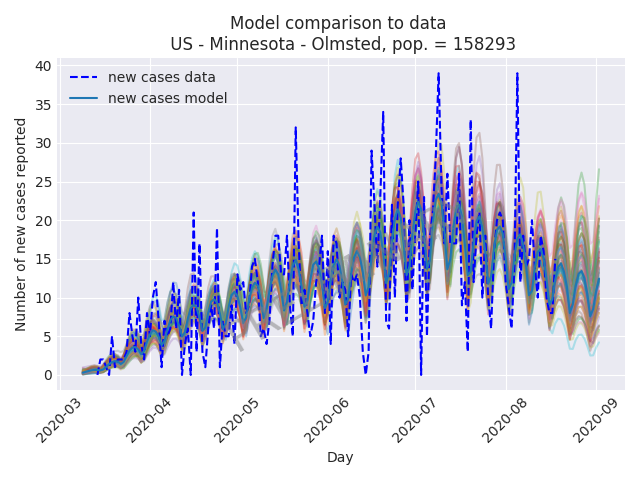 Model comparison to data
US - Minnesota - Olmsted, pop. = 158293
new cases data
new cases model
Number of new cases reported
40
35
30
25
20
15
10
5
0
2020-03
2020-04
2020-05
2020-06
2020-07
2020-08
2020-09
Day